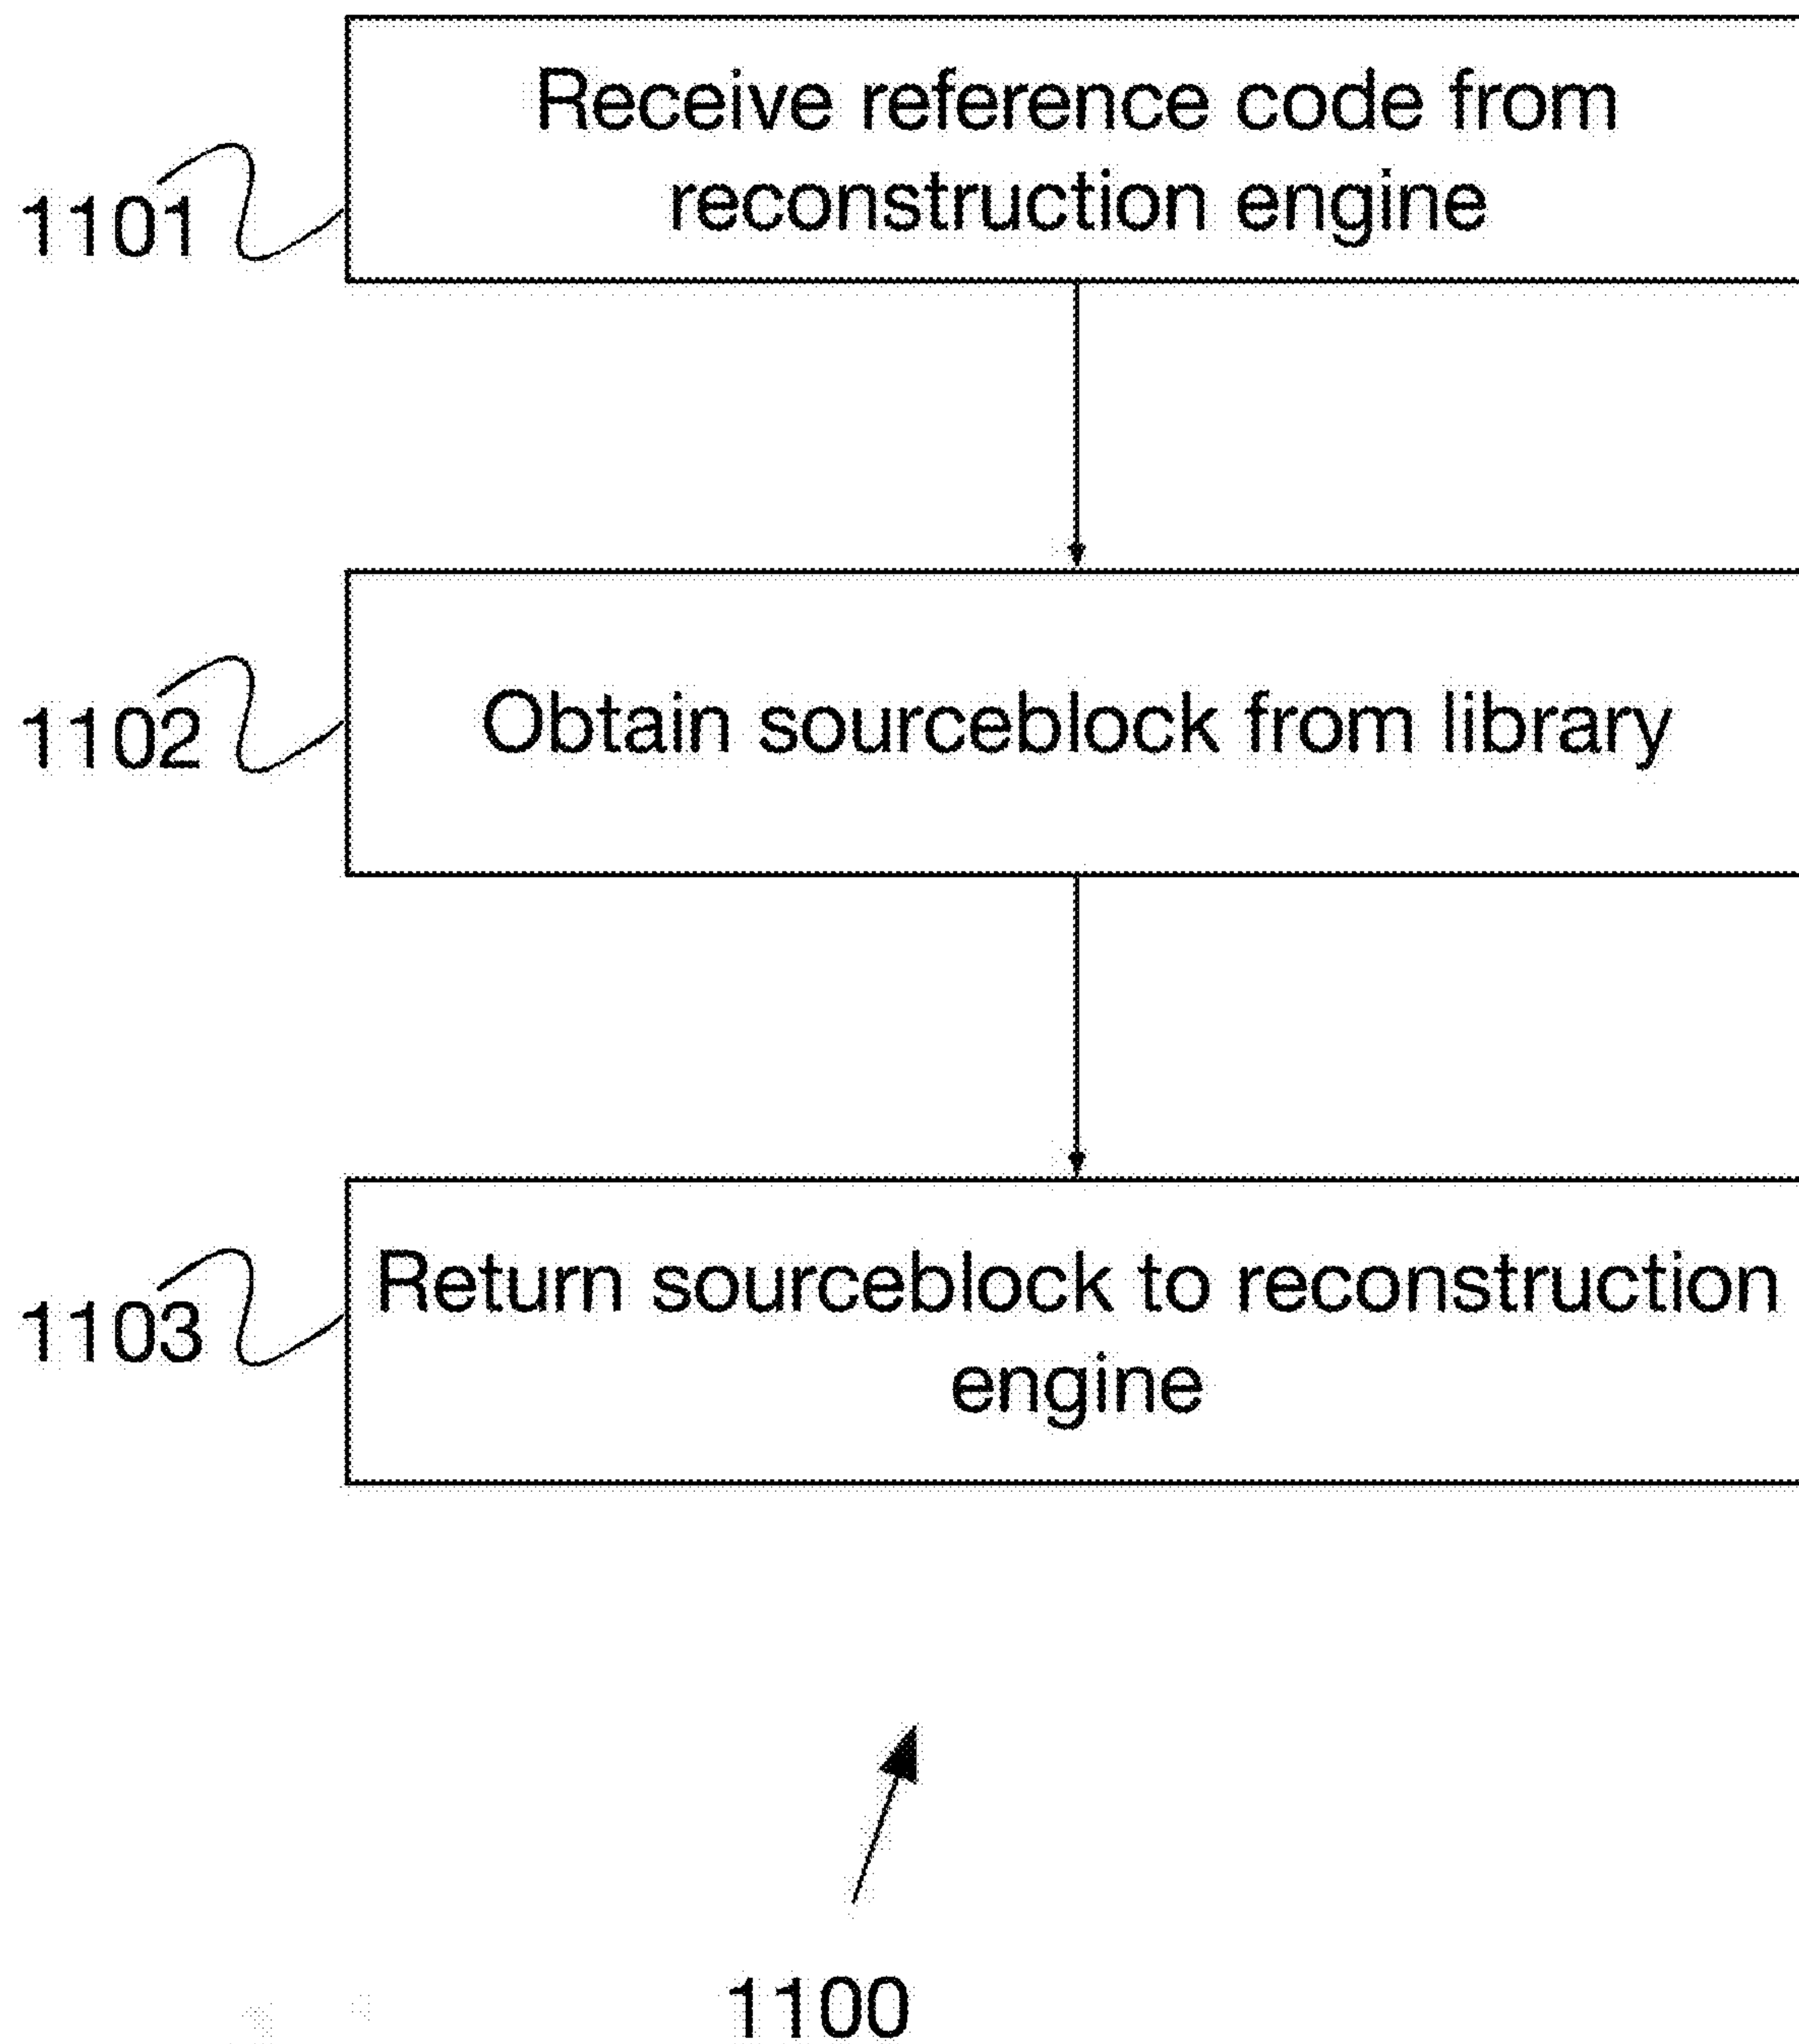 Receive reference code from
reconstruction engine
1101
Obtain sourceblock from library
1102
Return sourceblock to reconstruction
engine
1103
1100